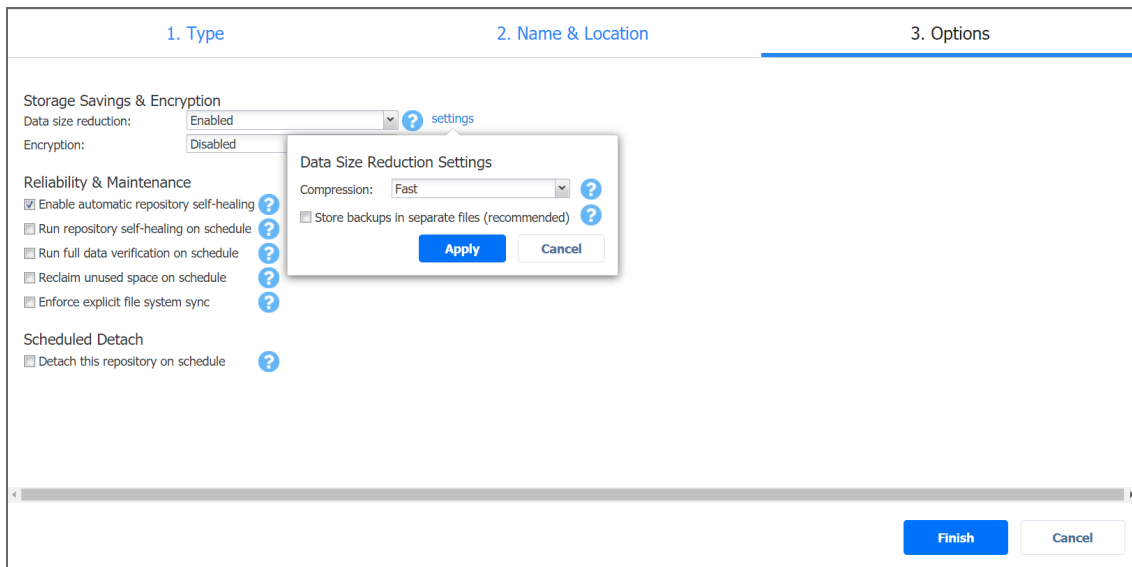 1. Type
2. Name & Location
3. Options
Storage Savings & Encryption
Data size reduction: Enabled ? settings
Encryption: Disabled
Data Size Reduction Settings
Compression: Fast ?
Store backups in separate files (recommended) ?
Apply Cancel
Reliability & Maintenance
Enable automatic repository self-healing ?
Run repository self-healing on schedule ?
Run full data verification on schedule ?
Reclaim unused space on schedule ?
Enforce explicit file system sync ?
Scheduled Detach
Detach this repository on schedule ?
Finish Cancel